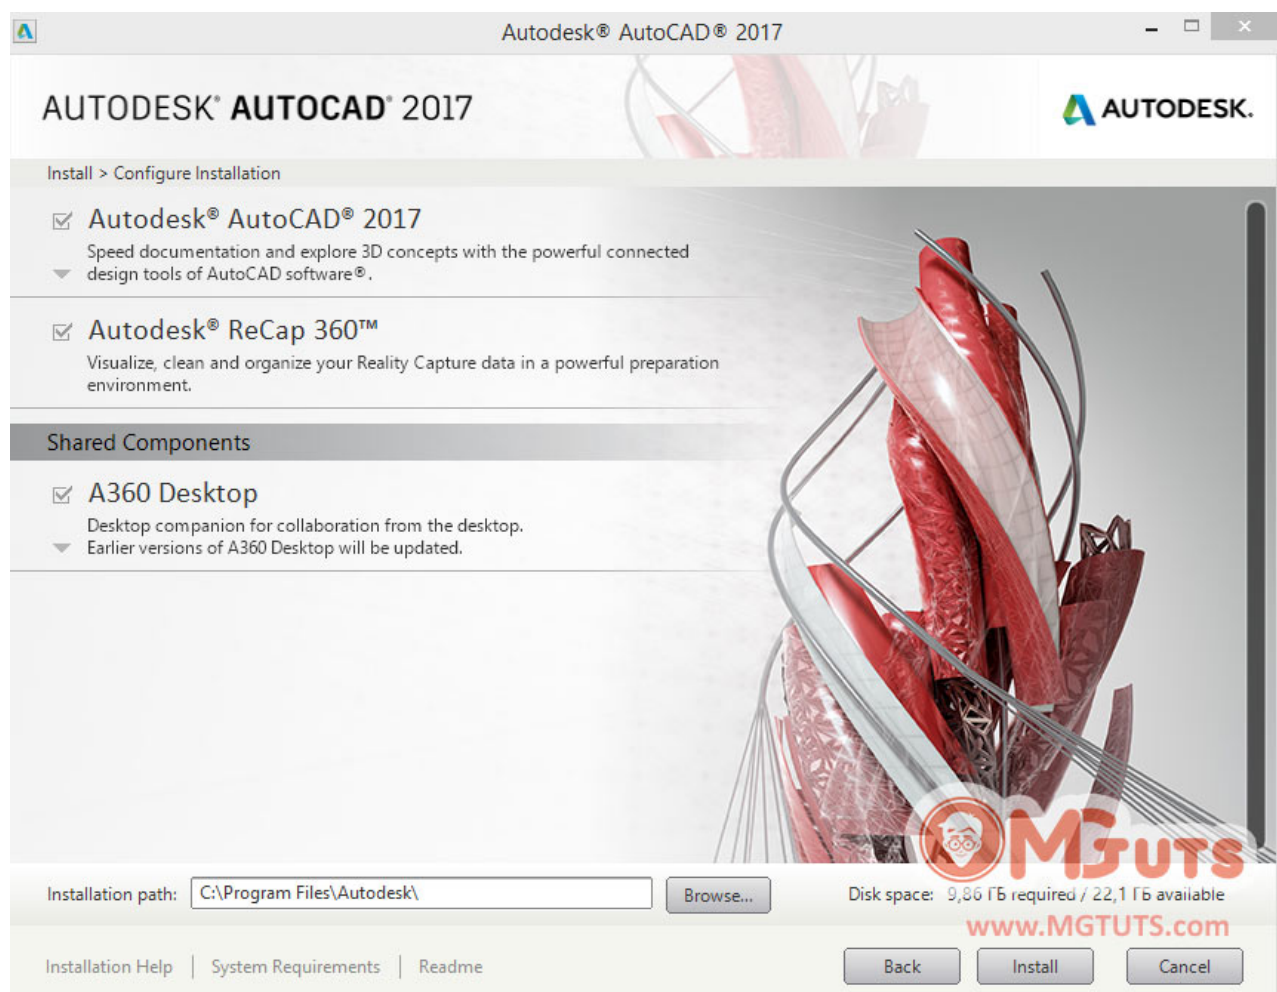 Autodesk® AutoCAD® 2017
AUTODESK® AUTOCAD® 2017
AUTODESK.
Install > Configure Installation
Autodesk® AutoCAD® 2017
Speed documentation and explore 3D concepts with the powerful connected
design tools of AutoCAD software®.
Autodesk® ReCap 360™
Visualize, clean and organize your Reality Capture data in a powerful preparation
environment.
Shared Components
A360 Desktop
Desktop companion for collaboration from the desktop.
Earlier versions of A360 Desktop will be updated.
MGTUTS
Installation path: C:\Program Files\Autodesk\ Browse... Disk space: 9,86 ГБ required / 22,1 ГБ available
www.MGTUTS.com
Installation Help | System Requirements | Readme Back Install Cancel